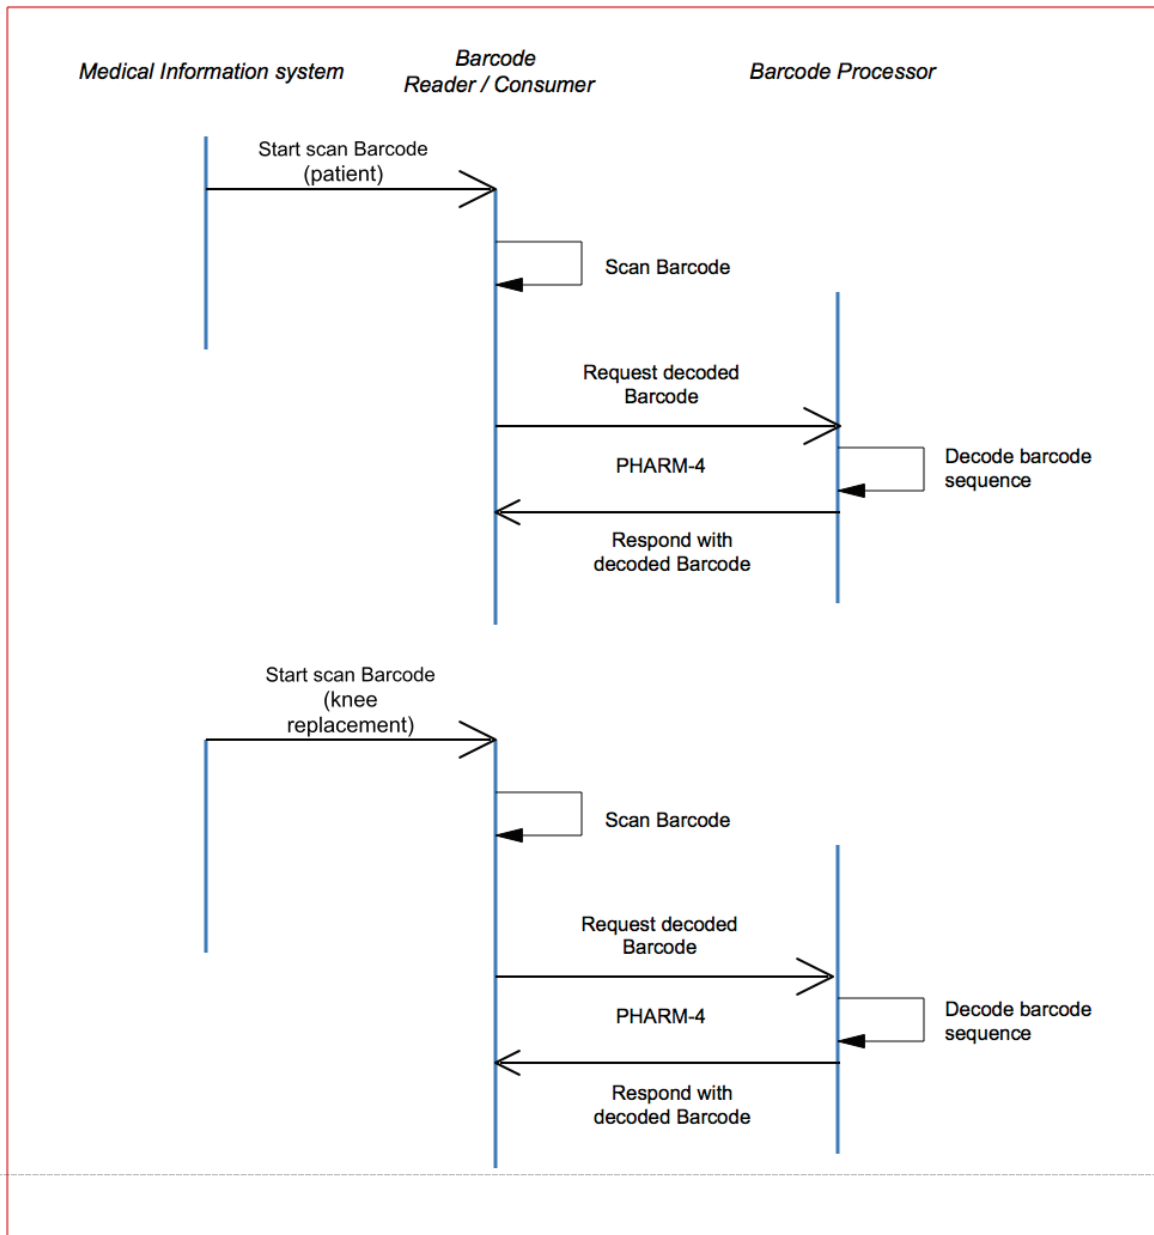 Medical Information system
Barcode
Reader / Consumer
Barcode Processor
Start scan Barcode
(patient)
Scan Barcode
Request decoded
Barcode
PHARM-4
Decode barcode
sequence
Respond with
decoded Barcode
Start scan Barcode
(knee
replacement)
Scan Barcode
Request decoded
Barcode
PHARM-4
Decode barcode
sequence
Respond with
decoded Barcode